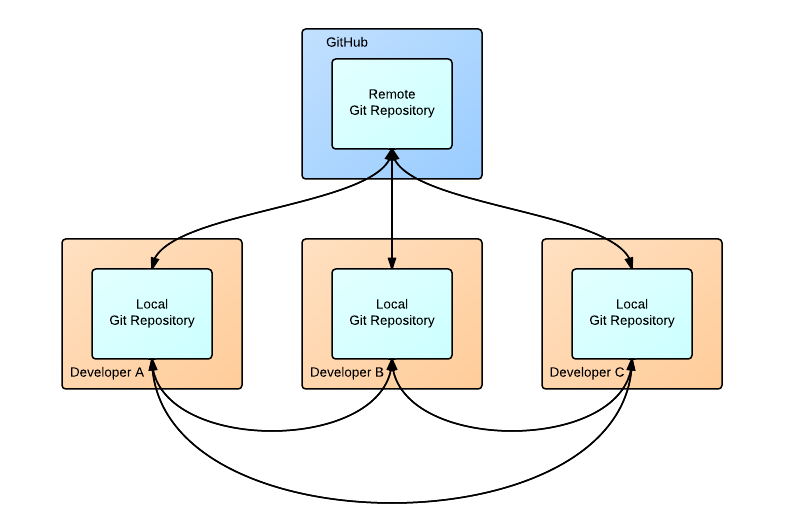 GitHub
Remote
Git Repository
Local
Git Repository
Developer A
Local
Git Repository
Developer B
Local
Git Repository
Developer C